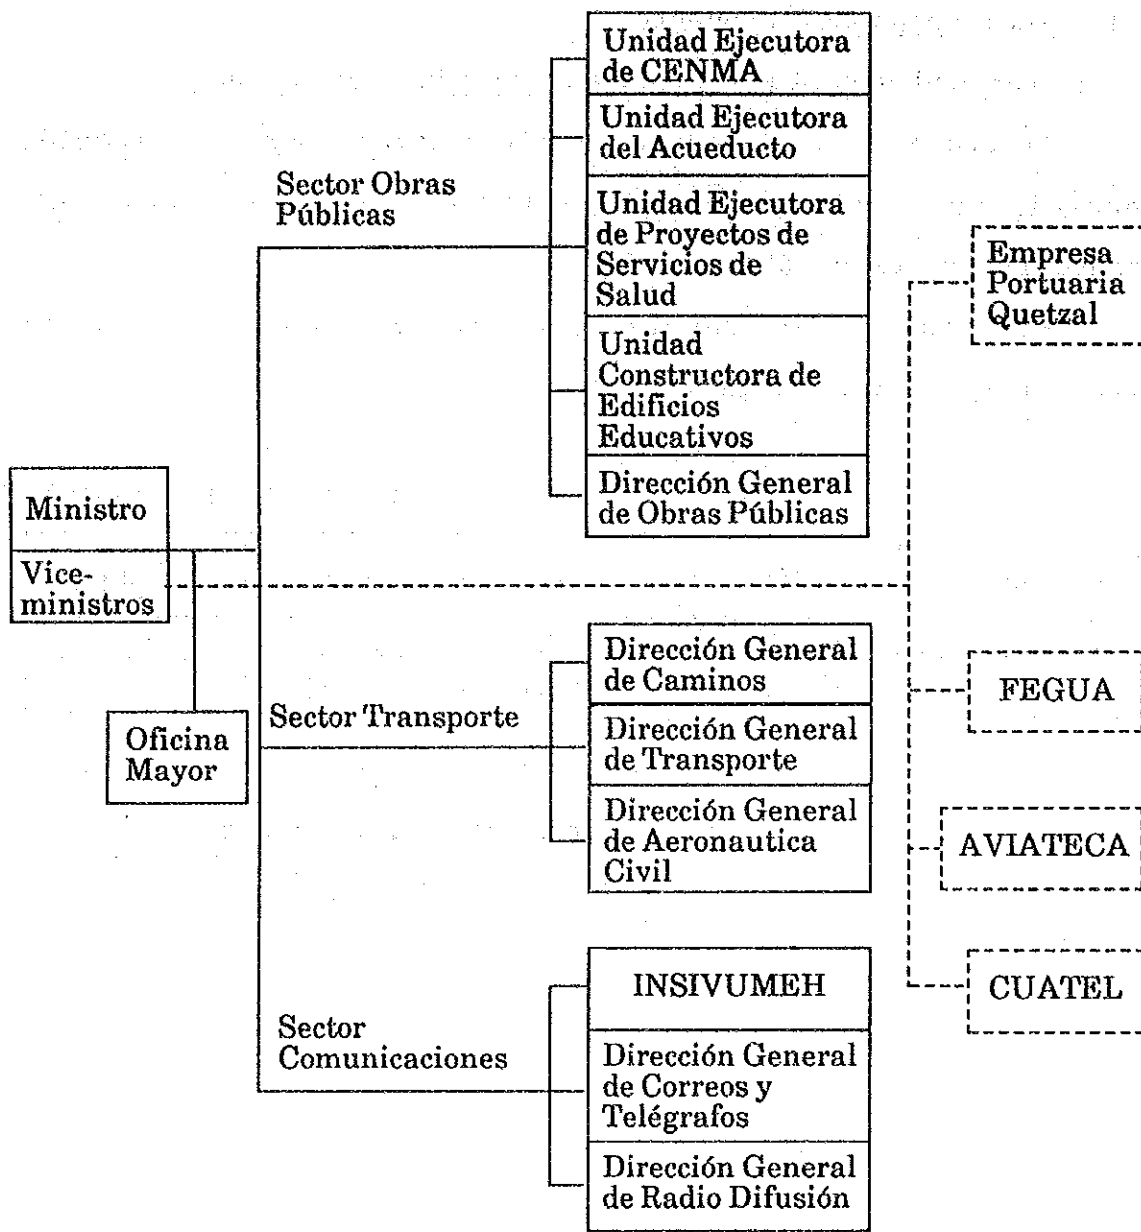 Unidad Ejecutora
de CENMA
Unidad Ejecutora
del Acueducto
Sector Obras
Públicas
Unidad Ejecutora
de Proyectos de
Servicios de
Salud
Empresa
Portuaria
Quetzal
Unidad
Constructora de
Edificios
Educativos
Dirección General
de Obras Públicas
Ministro
Vice-
ministros
Oficina
Mayor
Sector Transporte
Dirección General
de Caminos
Dirección General
de Transporte
Dirección General
de Aeronautica
Civil
FEGUA
AVIATECA
CUATEL
Sector
Comunicaciones
INSIVUMEH
Dirección General
de Correos y
Telégrafos
Dirección General
de Radio Difusión